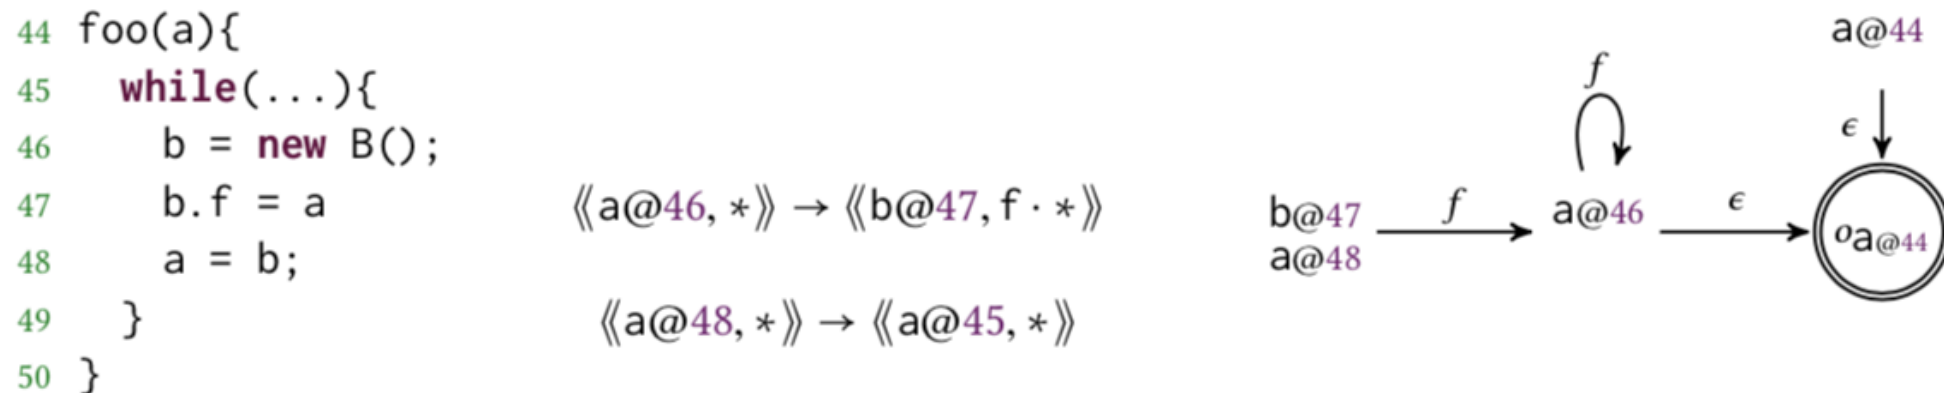 44 foo(a){
45 while(...){
46 b = new B();
47 b.f = a
48 a = b;
49 }
50 }
⟪a@46, *⟫ → ⟪b@47, f · *⟫
⟪a@48, *⟫ → ⟪a@45, *⟫
a@44
f
ϵ
b@47
a@48
f
a@46
ϵ
oa@44